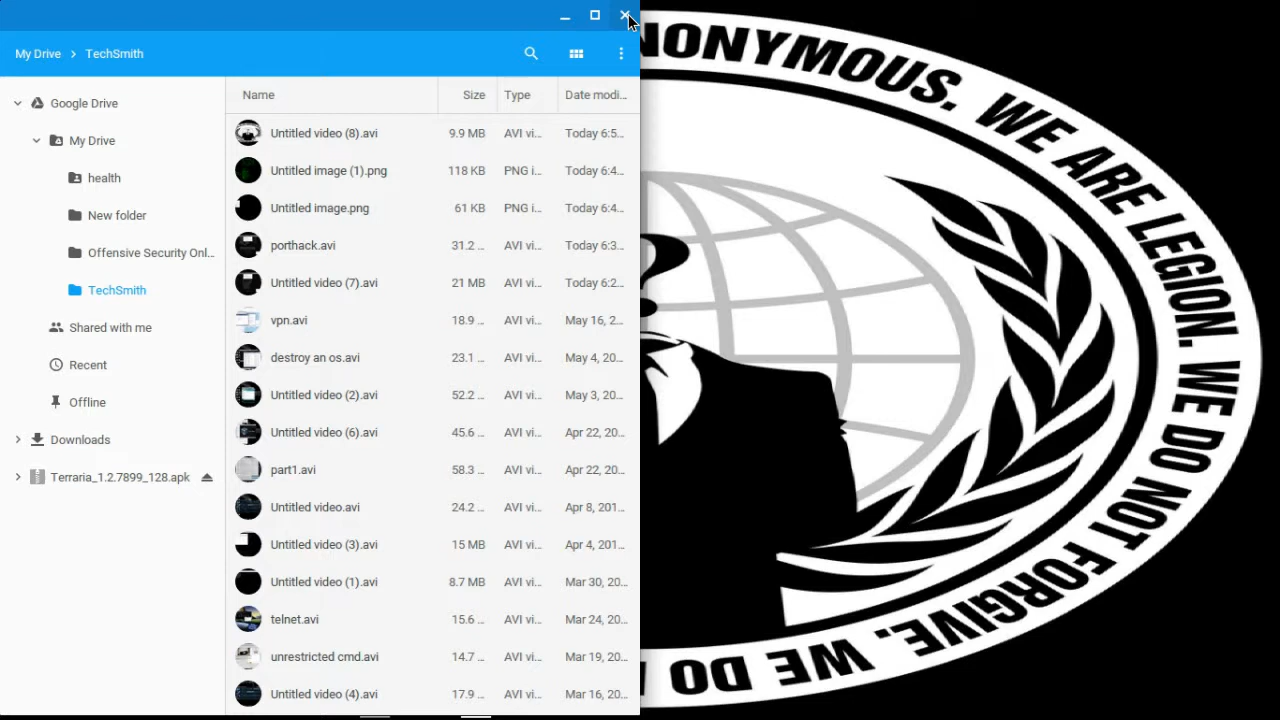 My Drive > TechSmith
Name Size Type Date modi...
Google Drive
My Drive
health
New folder
Offensive Security Onl...
TechSmith
Shared with me
Recent
Offline
Downloads
Terraria_1.2.7899_128.apk
Untitled video (8).avi 9.9 MB AVI vi... Today 6:5...
Untitled image (1).png 118 KB PNG i... Today 6:4...
Untitled image.png 61 KB PNG i... Today 6:4...
porthack.avi 31.2 ... AVI vi... Today 6:3...
Untitled video (7).avi 21 MB AVI vi... Today 6:2...
vpn.avi 18.9 ... AVI vi... May 16, 2...
destroy an os.avi 23.1 ... AVI vi... May 4, 20...
Untitled video (2).avi 52.2 ... AVI vi... May 3, 20...
Untitled video (6).avi 45.6 ... AVI vi... Apr 22, 20...
part1.avi 58.3 ... AVI vi... Apr 22, 20...
Untitled video.avi 24.2 ... AVI vi... Apr 8, 201...
Untitled video (3).avi 15 MB AVI vi... Apr 4, 201...
Untitled video (1).avi 8.7 MB AVI vi... Mar 30, 20...
telnet.avi 15.6 ... AVI vi... Mar 24, 20...
unrestricted cmd.avi 14.7 ... AVI vi... Mar 19, 20...
Untitled video (4).avi 17.9 ... AVI vi... Mar 16, 20...
NONYMOUS. WE ARE LEGION. WE DO NOT FORGIVE. WE DO